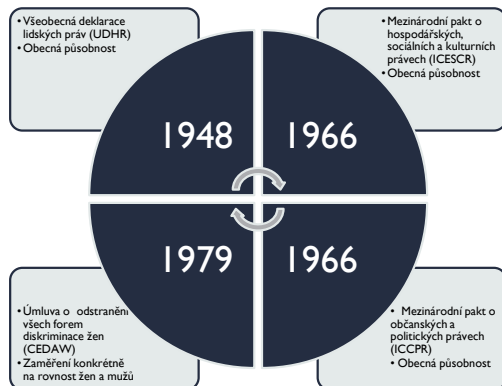 • Všeobecná deklarace
lidských práv (UDHR)
• Obecná působnost
1948
• Mezinárodní pakt o
hospodářských,
sociálních a kulturních
právech (ICESCR)
• Obecná působnost
1966
1979
• Úmluva o odstranění
všech forem
diskriminace žen
(CEDAW)
• Zaměření konkrétně
na rovnost žen a mužů
1966
• Mezinárodní pakt o
občanských a
politických právech
(ICCPR)
• Obecná působnost